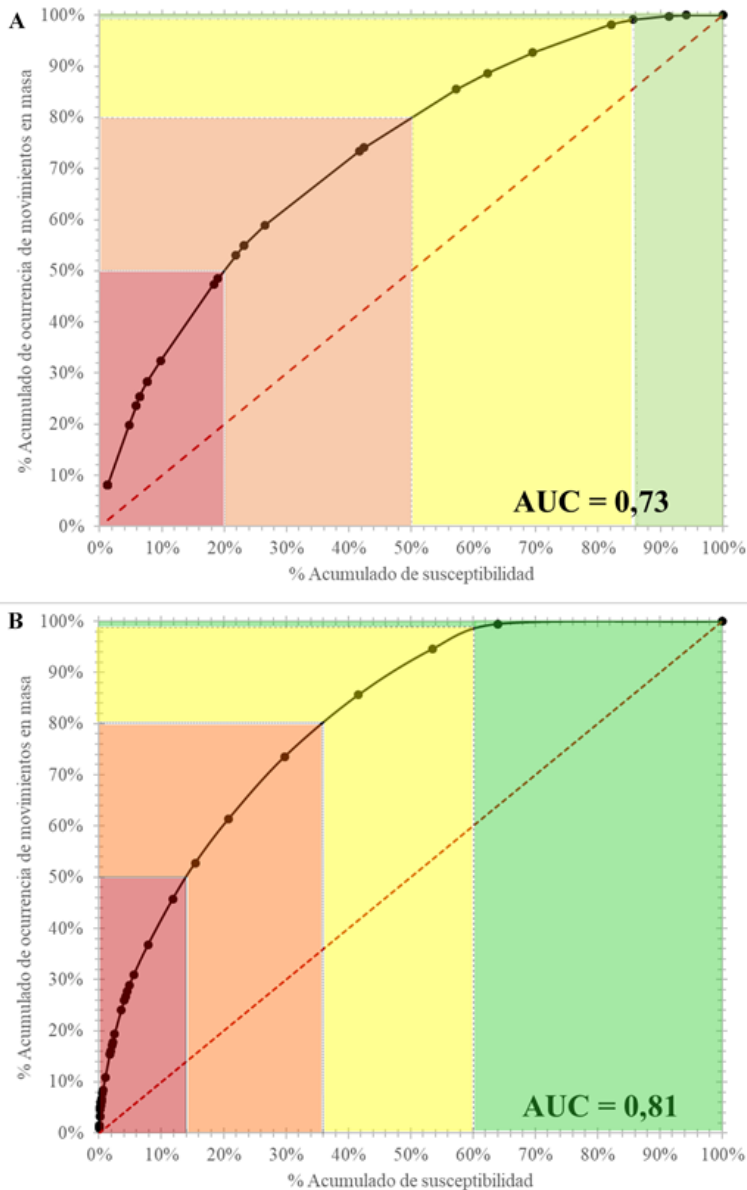 A
100%
90%
80%
70%
60%
50%
40%
30%
20%
10%
0%
% Acumulado de ocurrencia de movimientos en masa
0% 10% 20% 30% 40% 50% 60% 70% 80% 90% 100%
% Acumulado de susceptibilidad
AUC = 0,73
B
100%
90%
80%
70%
60%
50%
40%
30%
20%
10%
0%
% Acumulado de ocurrencia de movimientos en masa
0% 10% 20% 30% 40% 50% 60% 70% 80% 90% 100%
% Acumulado de susceptibilidad
AUC = 0,81